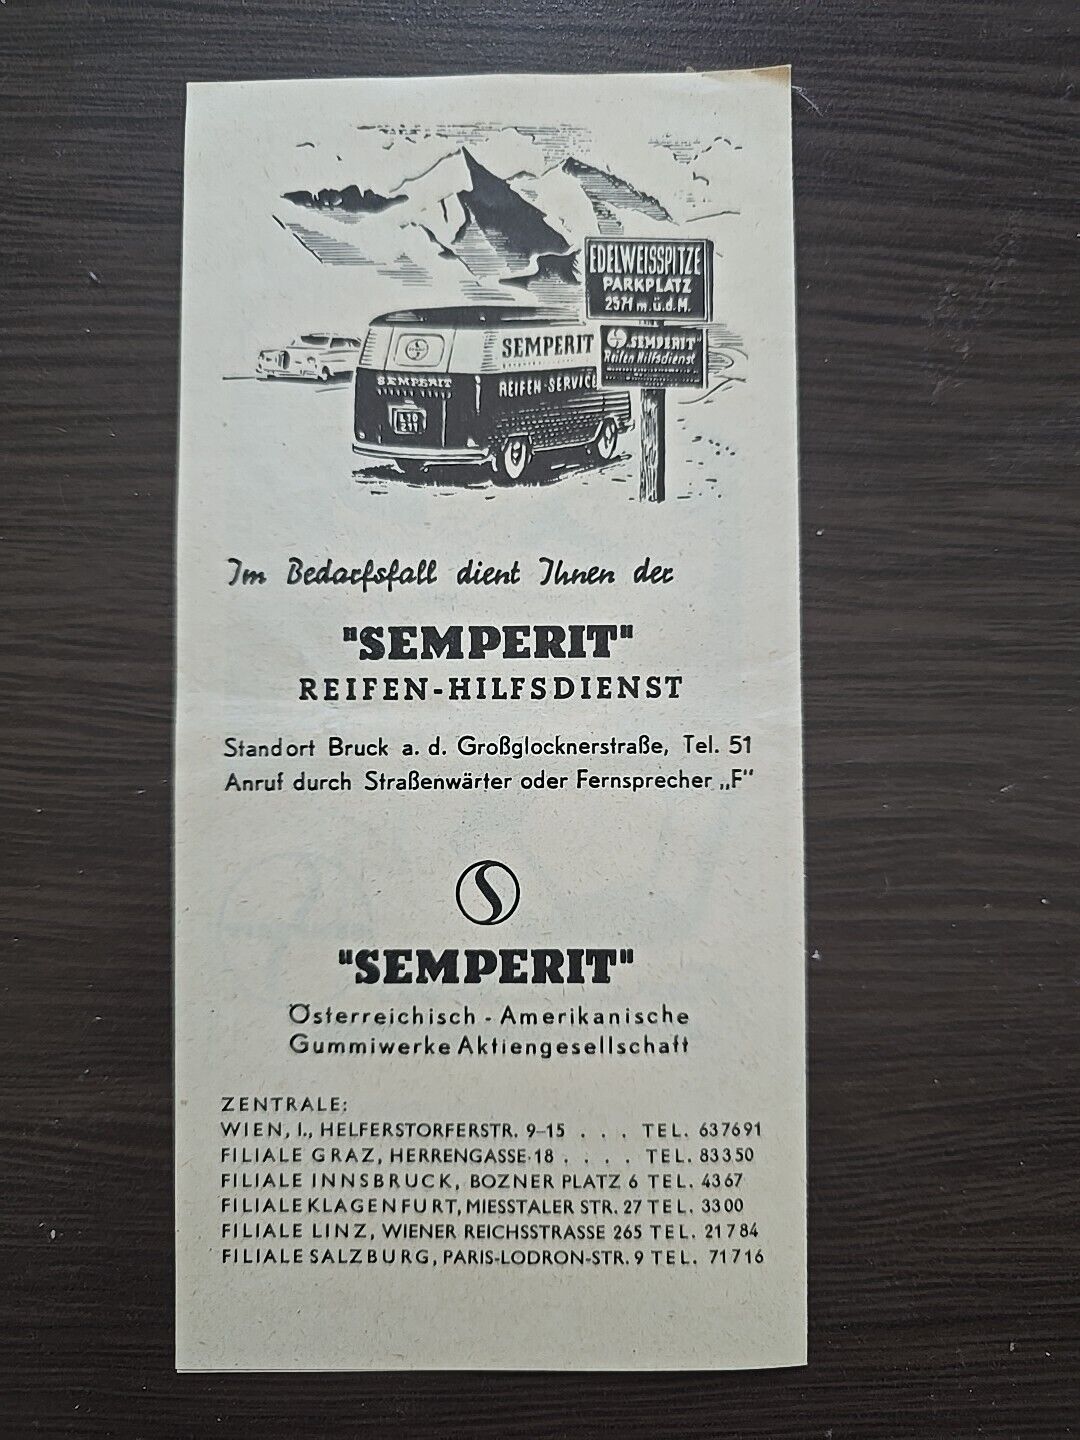 EDELWEISSPITZE
PARKPLATZ
2571 m.ü.d.M.
"SEMPERIT"
Reifen Hilfsdienst
SEMPERIT
REIFEN-SERVICE
SEMPERIT
Im Bedarfsfall dient Ihnen der
"SEMPERIT"
REIFEN-HILFSDIENST
Standort Bruck a. d. Großglocknerstraße, Tel. 51
Anruf durch Straßenwärter oder Fernsprecher „F"
"SEMPERIT"
Österreichisch - Amerikanische
Gummiwerke Aktiengesellschaft
ZENTRALE:
WIEN, I., HELFERSTORFERSTR. 9–15 . . . TEL. 637691
FILIALE GRAZ, HERRENGASSE 18 . . . . TEL. 83350
FILIALE INNSBRUCK, BOZNER PLATZ 6 TEL. 4367
FILIALE KLAGENFURT, MIESSTALER STR. 27 TEL. 3300
FILIALE LINZ, WIENER REICHSSTRASSE 265 TEL. 21784
FILIALE SALZBURG, PARIS-LODRON-STR. 9 TEL. 71716